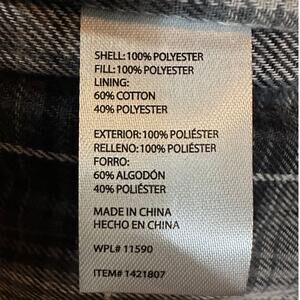 SHELL: 100% POLYESTER
FILL: 100% POLYESTER
LINING:
60% COTTON
40% POLYESTER
EXTERIOR: 100% POLIÉSTER
RELLENO: 100% POLIÉSTER
FORRO:
60% ALGODÓN
40% POLIÉSTER
MADE IN CHINA
HECHO EN CHINA
WPL# 11590
ITEM# 1421807